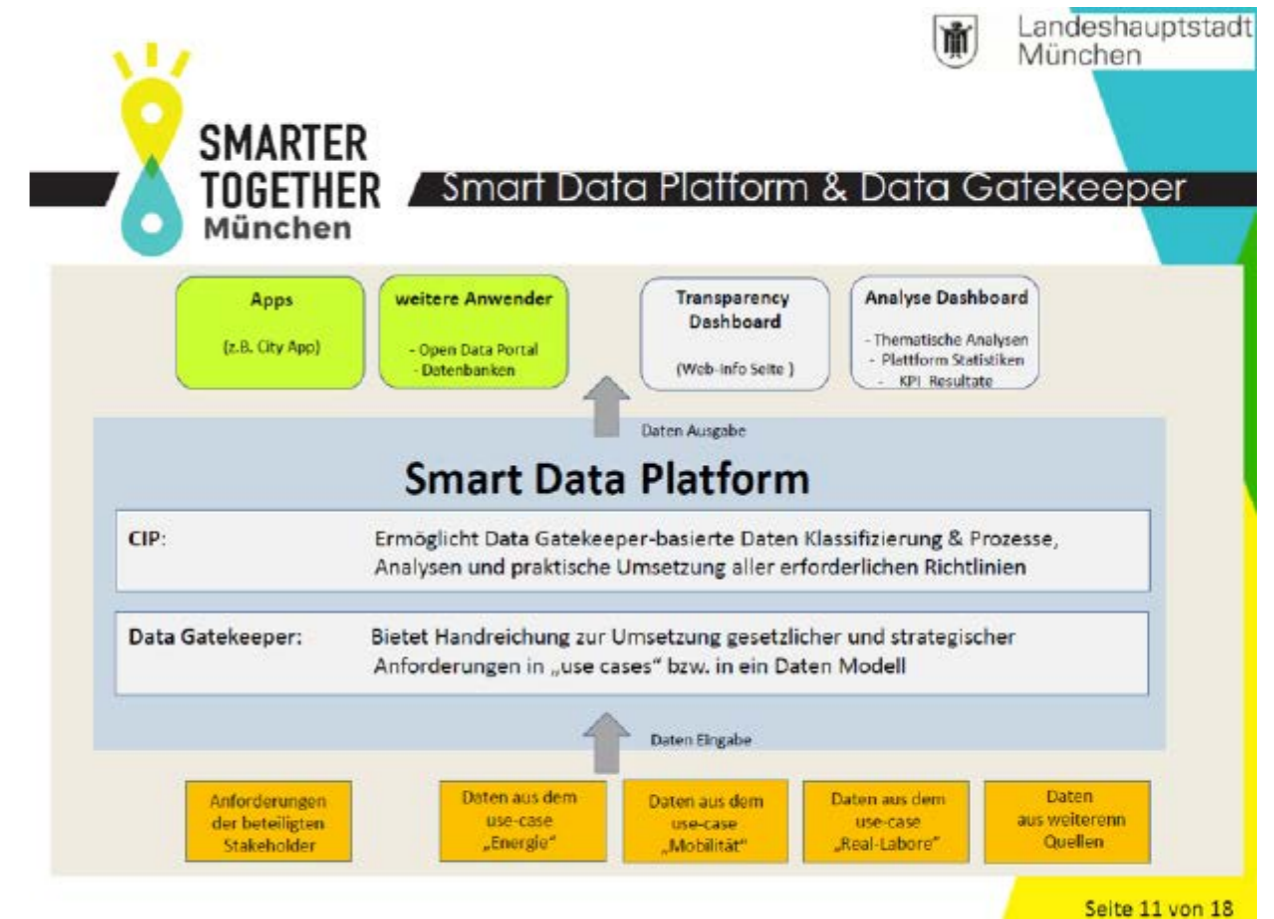 Landeshauptstadt
München
SMARTER
TOGETHER
München
Smart Data Platform & Data Gatekeeper
Apps
(z.B. City App)
weitere Anwender
- Open Data Portal
- Datenbanken
Transparency
Dashboard
(Web-Info Seite )
Analyse Dashboard
- Thematische Analysen
- Plattform Statistiken
- KPI Resultate
Daten Ausgabe
Smart Data Platform
CIP: Ermöglicht Data Gatekeeper-basierte Daten Klassifizierung & Prozesse,
Analysen und praktische Umsetzung aller erforderlichen Richtlinien
Data Gatekeeper: Bietet Handreichung zur Umsetzung gesetzlicher und strategischer
Anforderungen in „use cases“ bzw. in ein Daten Modell
Daten Eingabe
Anforderungen
der beteiligten
Stakeholder
Daten aus dem
use-case
„Energie“
Daten aus dem
use-case
„Mobilität“
Daten aus dem
use-case
„Real-Labore“
Daten
aus weiterenn
Quellen
Seite 11 von 18